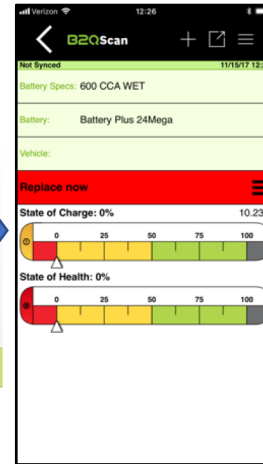 Verizon 12:26
B2QScan
Not Synced 11/15/17 12:
Battery Specs: 600 CCA WET
Battery: Battery Plus 24Mega
Vehicle:
Replace now
State of Charge: 0% 10.23
0 25 50 75 100
State of Health: 0%
0 25 50 75 100